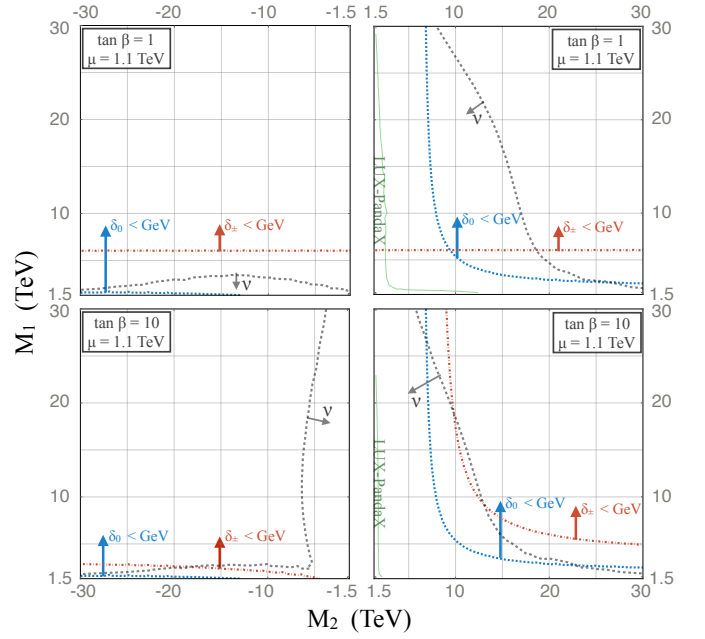 -30 -20 -10 -1.5 1.5 10 20 30
tan β = 1
μ = 1.1 TeV
δ₀ < GeV
δ± < GeV
ν
tan β = 1
μ = 1.1 TeV
ν
LUX-PandaX
δ₀ < GeV
δ± < GeV
30
20
10
1.5
30
20
10
1.5
M₁ (TeV)
tan β = 10
μ = 1.1 TeV
ν
δ₀ < GeV
δ± < GeV
tan β = 10
μ = 1.1 TeV
ν
LUX-PandaX
δ₀ < GeV
δ± < GeV
30
20
10
1.5
30
20
10
1.5
-30 -20 -10 -1.5 1.5 10 20 30
M₂ (TeV)